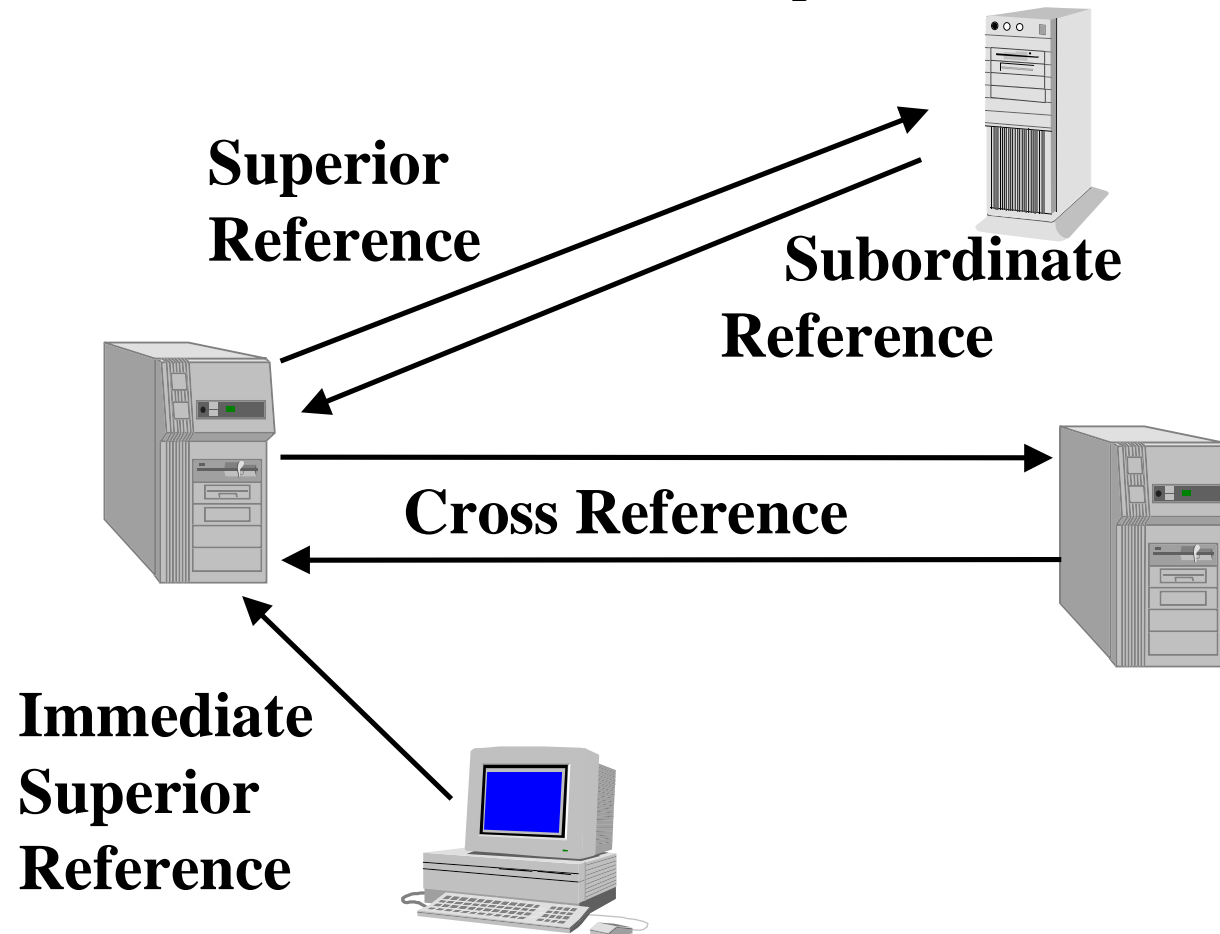 Superior
Reference
Subordinate
Reference
Cross Reference
Immediate
Superior
Reference